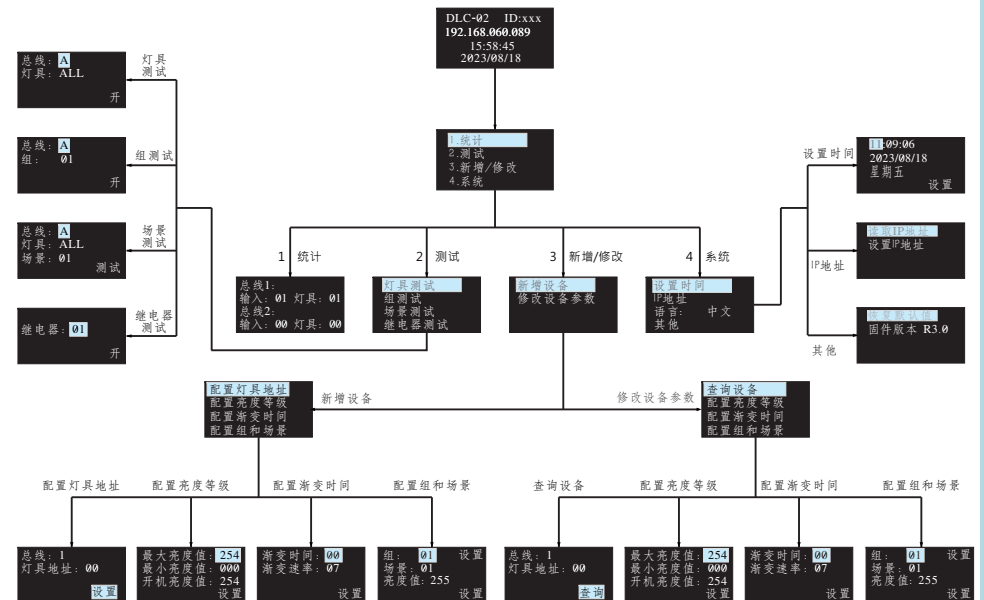 DLC-02 ID:xxx
192.168.060.089
15:58:45
2023/08/18
1.统计
2.测试
3.新增/修改
4.系统
总线: A
灯具: ALL
开
灯具
测试
总线: A
组: 01
开
组测试
总线: A
灯具: ALL
场景: 01
测试
场景
测试
继电器: 01
开
继电器
测试
设置时间
11:09:06
2023/08/18
星期五
设置
IP地址
读取IP地址
设置IP地址
其他
恢复默认值
固件版本 R3.0
1 统计
2 测试
3 新增/修改
4 系统
总线1:
输入: 01 灯具: 01
总线2:
输入: 00 灯具: 00
灯具测试
组测试
场景测试
继电器测试
新增设备
修改设备参数
设置时间
IP地址
语言: 中文
其他
配置灯具地址
配置亮度等级
配置渐变时间
配置组和场景
新增设备
修改设备参数
查询设备
配置亮度等级
配置渐变时间
配置组和场景
配置灯具地址
配置亮度等级
配置渐变时间
配置组和场景
查询设备
配置亮度等级
配置渐变时间
配置组和场景
总线: 1
灯具地址: 00
设置
最大亮度值: 254
最小亮度值: 000
开机亮度值: 254
设置
渐变时间: 00
渐变速率: 07
设置
组: 01 设置
场景: 01
亮度值: 255
设置
总线: 1
灯具地址: 00
查询
最大亮度值: 254
最小亮度值: 000
开机亮度值: 254
设置
渐变时间: 00
渐变速率: 07
设置
组: 01 设置
场景: 01
亮度值: 255
设置